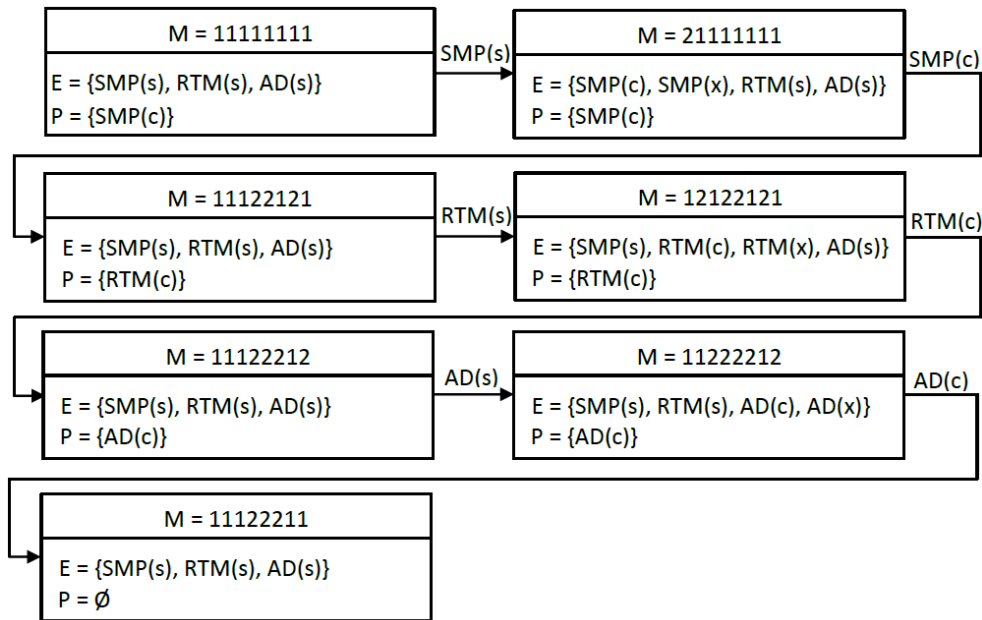 M = 11111111
E = {SMP(s), RTM(s), AD(s)}
P = {SMP(c)}
SMP(s)
M = 21111111
E = {SMP(c), SMP(x), RTM(s), AD(s)}
P = {SMP(c)}
SMP(c)
M = 11122121
E = {SMP(s), RTM(s), AD(s)}
P = {RTM(c)}
RTM(s)
M = 12122121
E = {SMP(s), RTM(c), RTM(x), AD(s)}
P = {RTM(c)}
RTM(c)
M = 11122212
E = {SMP(s), RTM(s), AD(s)}
P = {AD(c)}
AD(s)
M = 11222212
E = {SMP(s), RTM(s), AD(c), AD(x)}
P = {AD(c)}
AD(c)
M = 11122211
E = {SMP(s), RTM(s), AD(s)}
P = Ø